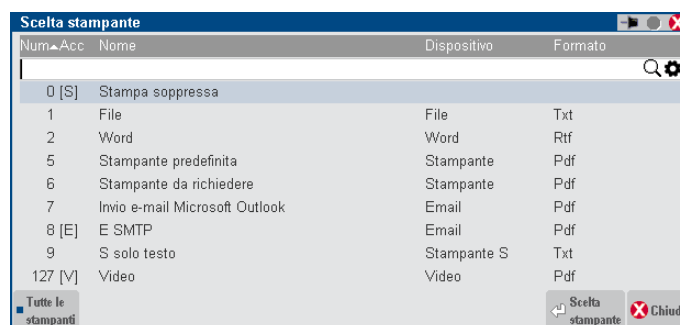 Scelta stampante
Num Acc Nome Dispositivo Formato
0 [S] Stampa soppressa
1 File File Txt
2 Word Word Rtf
5 Stampante predefinita Stampante Pdf
6 Stampante da richiedere Stampante Pdf
7 Invio e-mail Microsoft Outlook Email Pdf
8 [E] E SMTP Email Pdf
9 S solo testo Stampante S Txt
127 [V] Video Video Pdf
Tutte le
stampanti
Scelta
stampante
Chiud